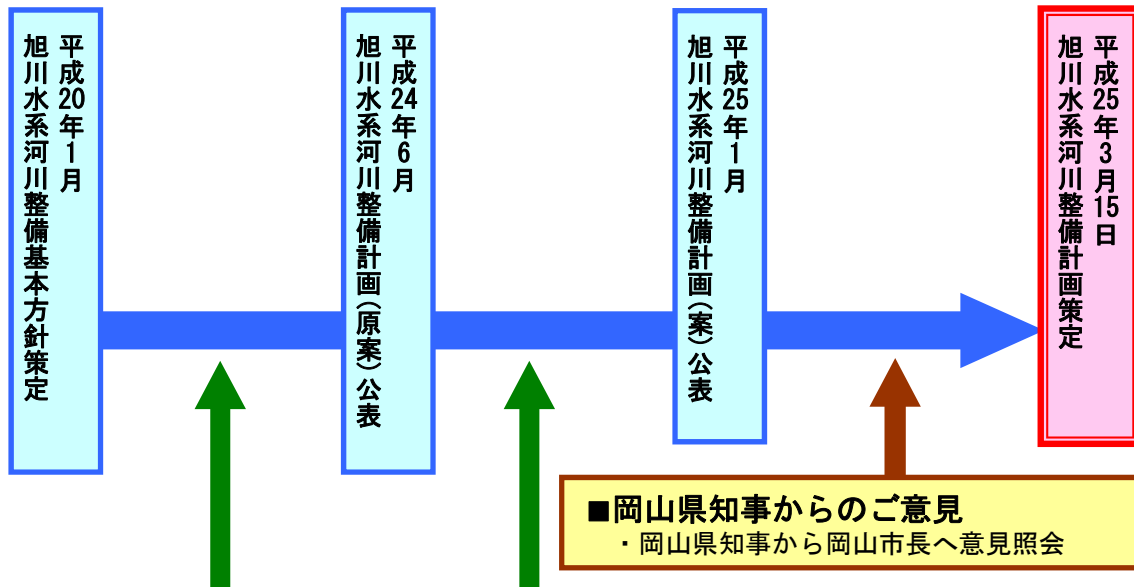 平成20年1月
旭川水系河川整備基本方針策定
平成24年6月
旭川水系河川整備計画（原案）公表
平成25年1月
旭川水系河川整備計画（案）公表
平成25年3月15日
旭川水系河川整備計画策定
■岡山県知事からのご意見
・岡山県知事から岡山市長へ意見照会